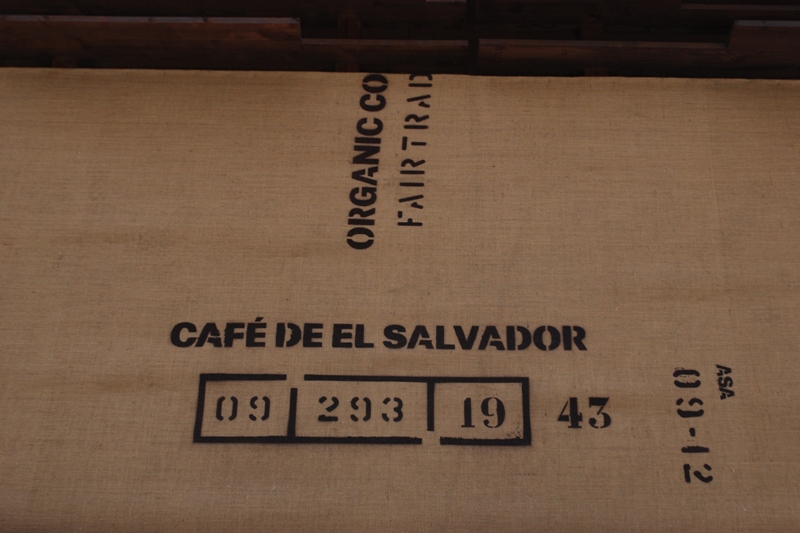 ORGANIC CO
FAIRTRAD
CAFÉ DE EL SALVADOR
09 293 19 43
ASA
09-12